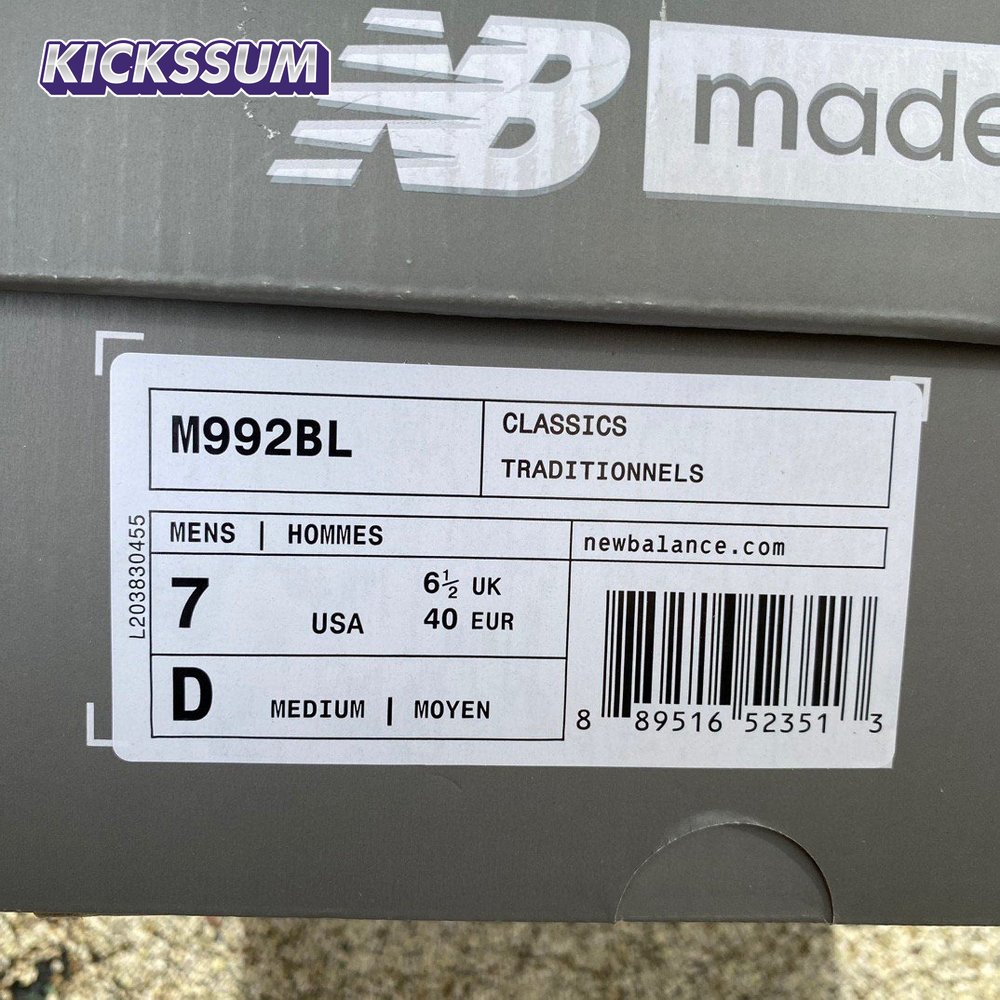 KICKSSUM
NB
made
M992BL
CLASSICS
TRADITIONNELS
MENS | HOMMES
newbalance.com
7
USA
6½ UK
40 EUR
D
MEDIUM | MOYEN
L203830455
8 89516 52351 3